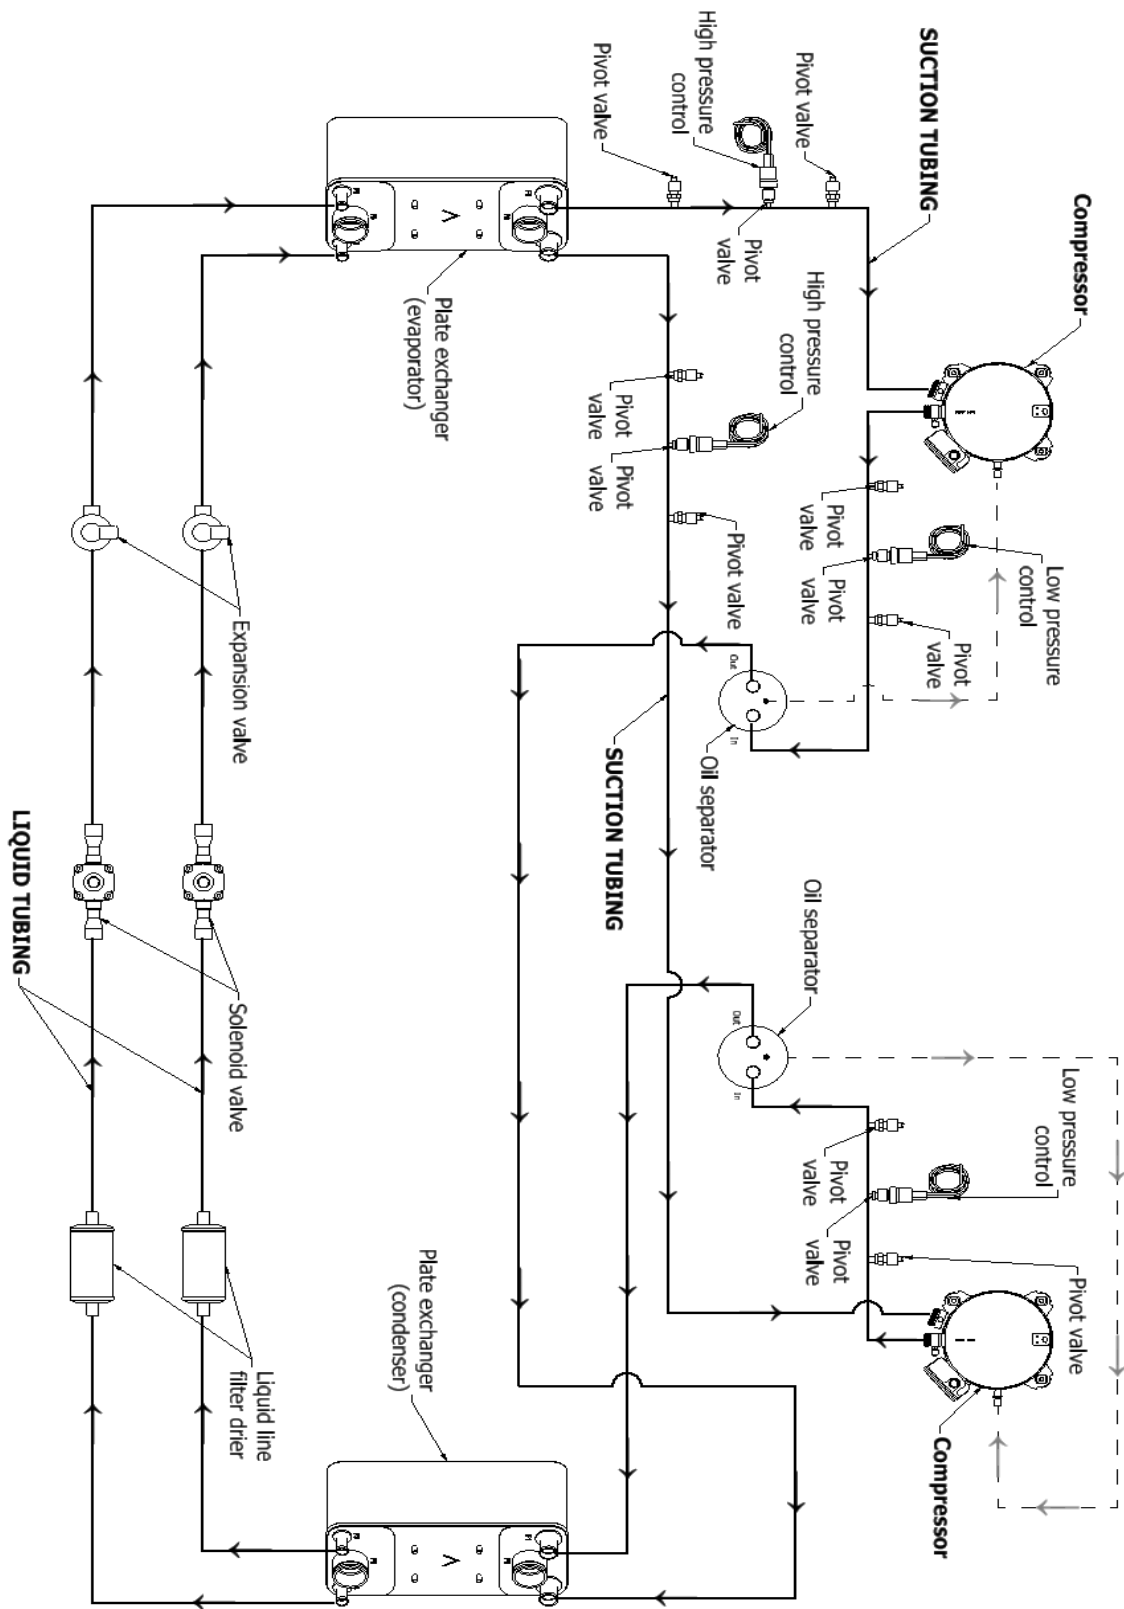 SUCTION TUBING
Compressor
Pivot valve
High pressure
control
Pivot valve
Pivot
valve
Plate exchanger
(evaporator)
High pressure
control
Pivot
valve
Pivot
valve
Pivot valve
Pivot
valve
Pivot
valve
Low pressure
control
Pivot
valve
Out
In
Oil separator
SUCTION TUBING
Expansion valve
Oil separator
Out
In
Low pressure
control
Pivot
valve
Pivot
valve
Pivot valve
Compressor
LIQUID TUBING
Solenoid valve
Liquid line
filter drier
Plate exchanger
(condenser)